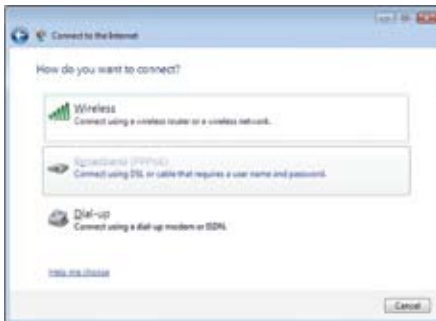 Connect to the Internet
How do you want to connect?
Wireless
Connect using a wireless router or a wireless network.
Broadband (PPPoE)
Connect using DSL or cable that requires a user name and password.
Dial-up
Connect using a dial-up modem or ISDN.
Help me choose
Cancel